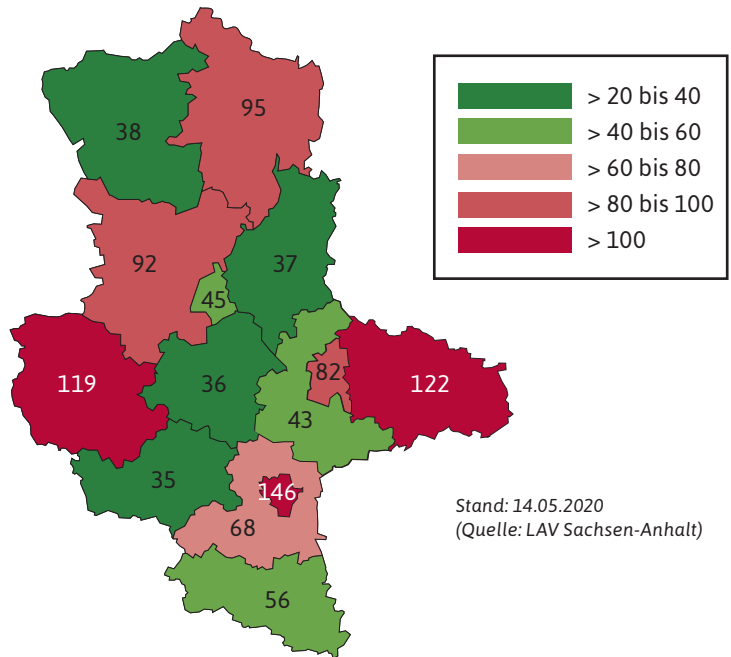 95
38
92
37
45
119
36
82
122
43
35
146
68
56
> 20 bis 40
> 40 bis 60
> 60 bis 80
> 80 bis 100
> 100
Stand: 14.05.2020
(Quelle: LAV Sachsen-Anhalt)